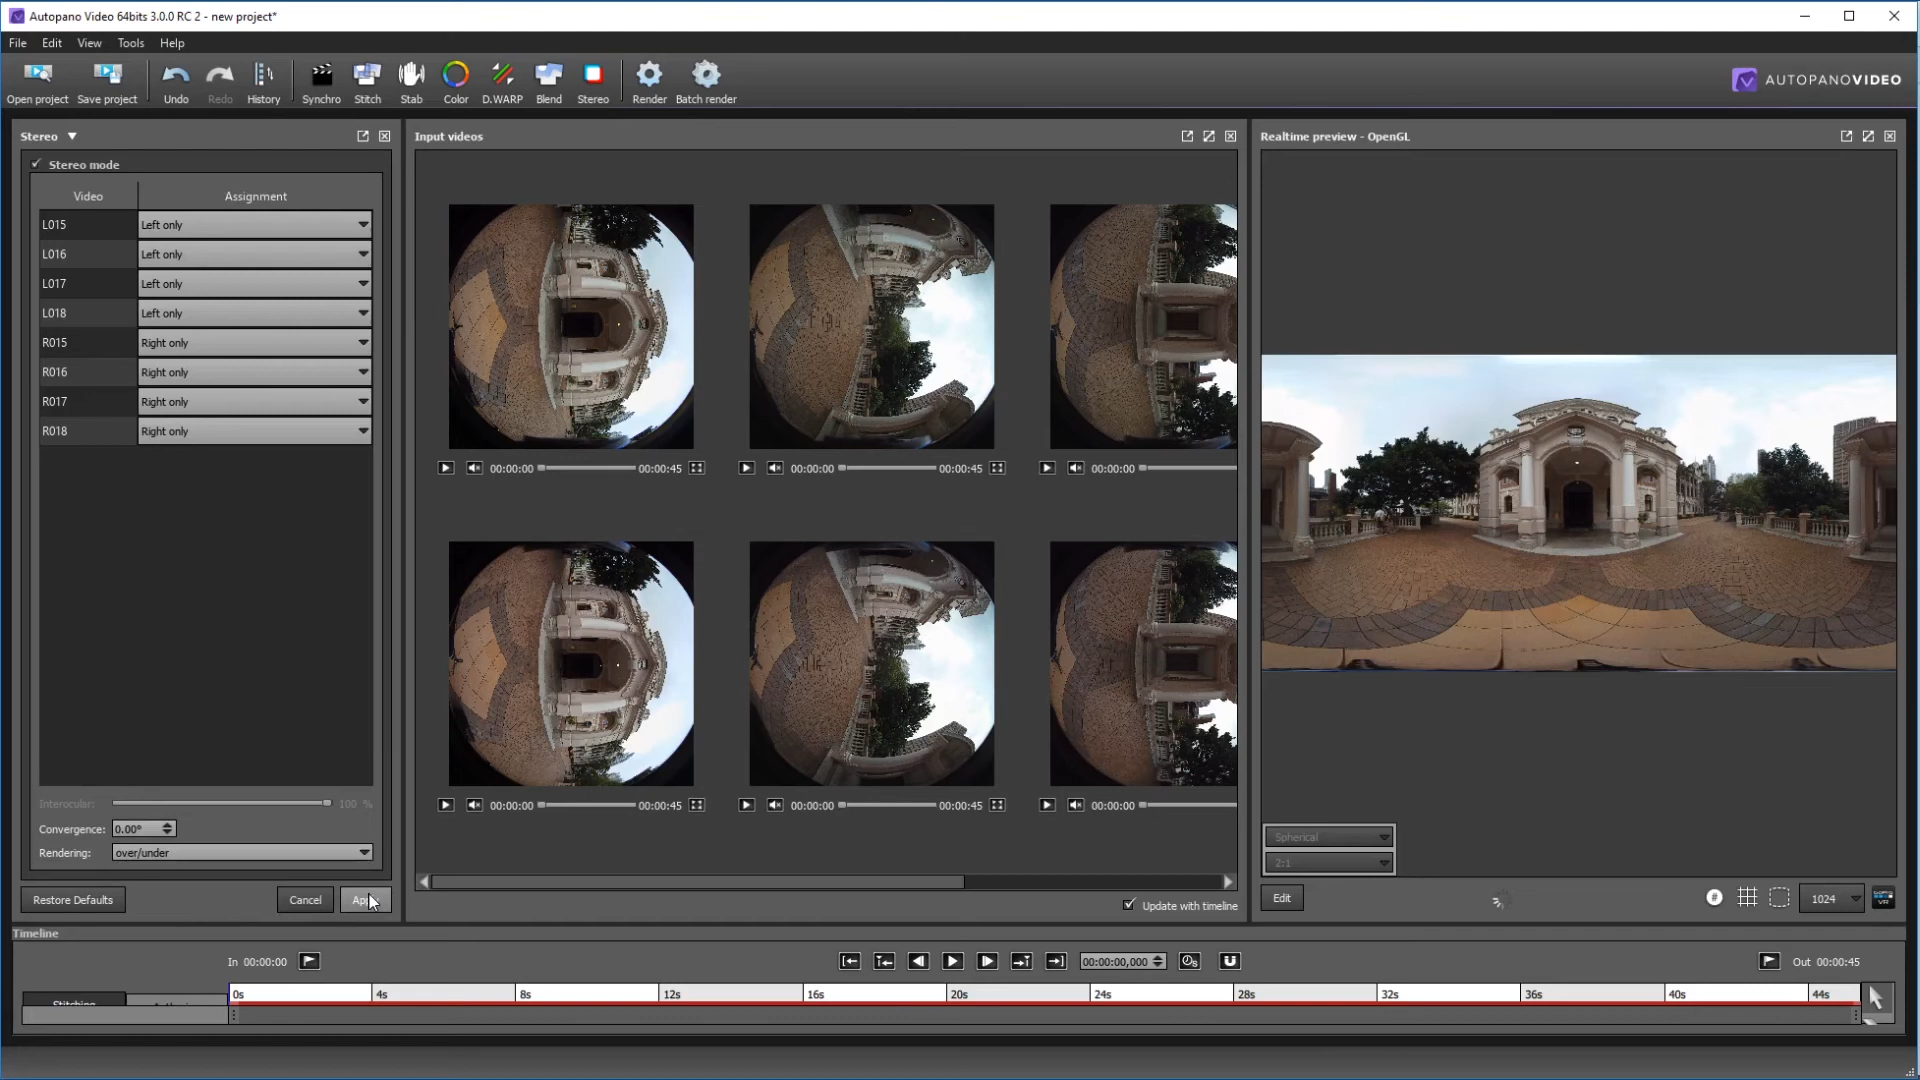 Autopano Video 64bits 3.0.0 RC 2 - new project*
File Edit View Tools Help
Open project Save project Undo Redo History Synchro Stitch Stab Color D.WARP Blend Stereo Render Batch render
AUTOPANOVIDEO
Stereo
Stereo mode
Video Assignment
L015 Left only
L016 Left only
L017 Left only
L018 Left only
R015 Right only
R016 Right only
R017 Right only
R018 Right only
Interocular: 100 %
Convergence: 0.00°
Rendering: over/under
Restore Defaults Cancel
Input videos
00:00:00 00:00:45 00:00:00 00:00:45 00:00:00
00:00:00 00:00:45 00:00:00 00:00:45 00:00:00
Update with timeline
Realtime preview - OpenGL
Spherical
2:1
Edit 1024
Timeline
In 00:00:00 00:00:00,000 Out 00:00:45
Stitching
0s 4s 8s 12s 16s 20s 24s 28s 32s 36s 40s 44s